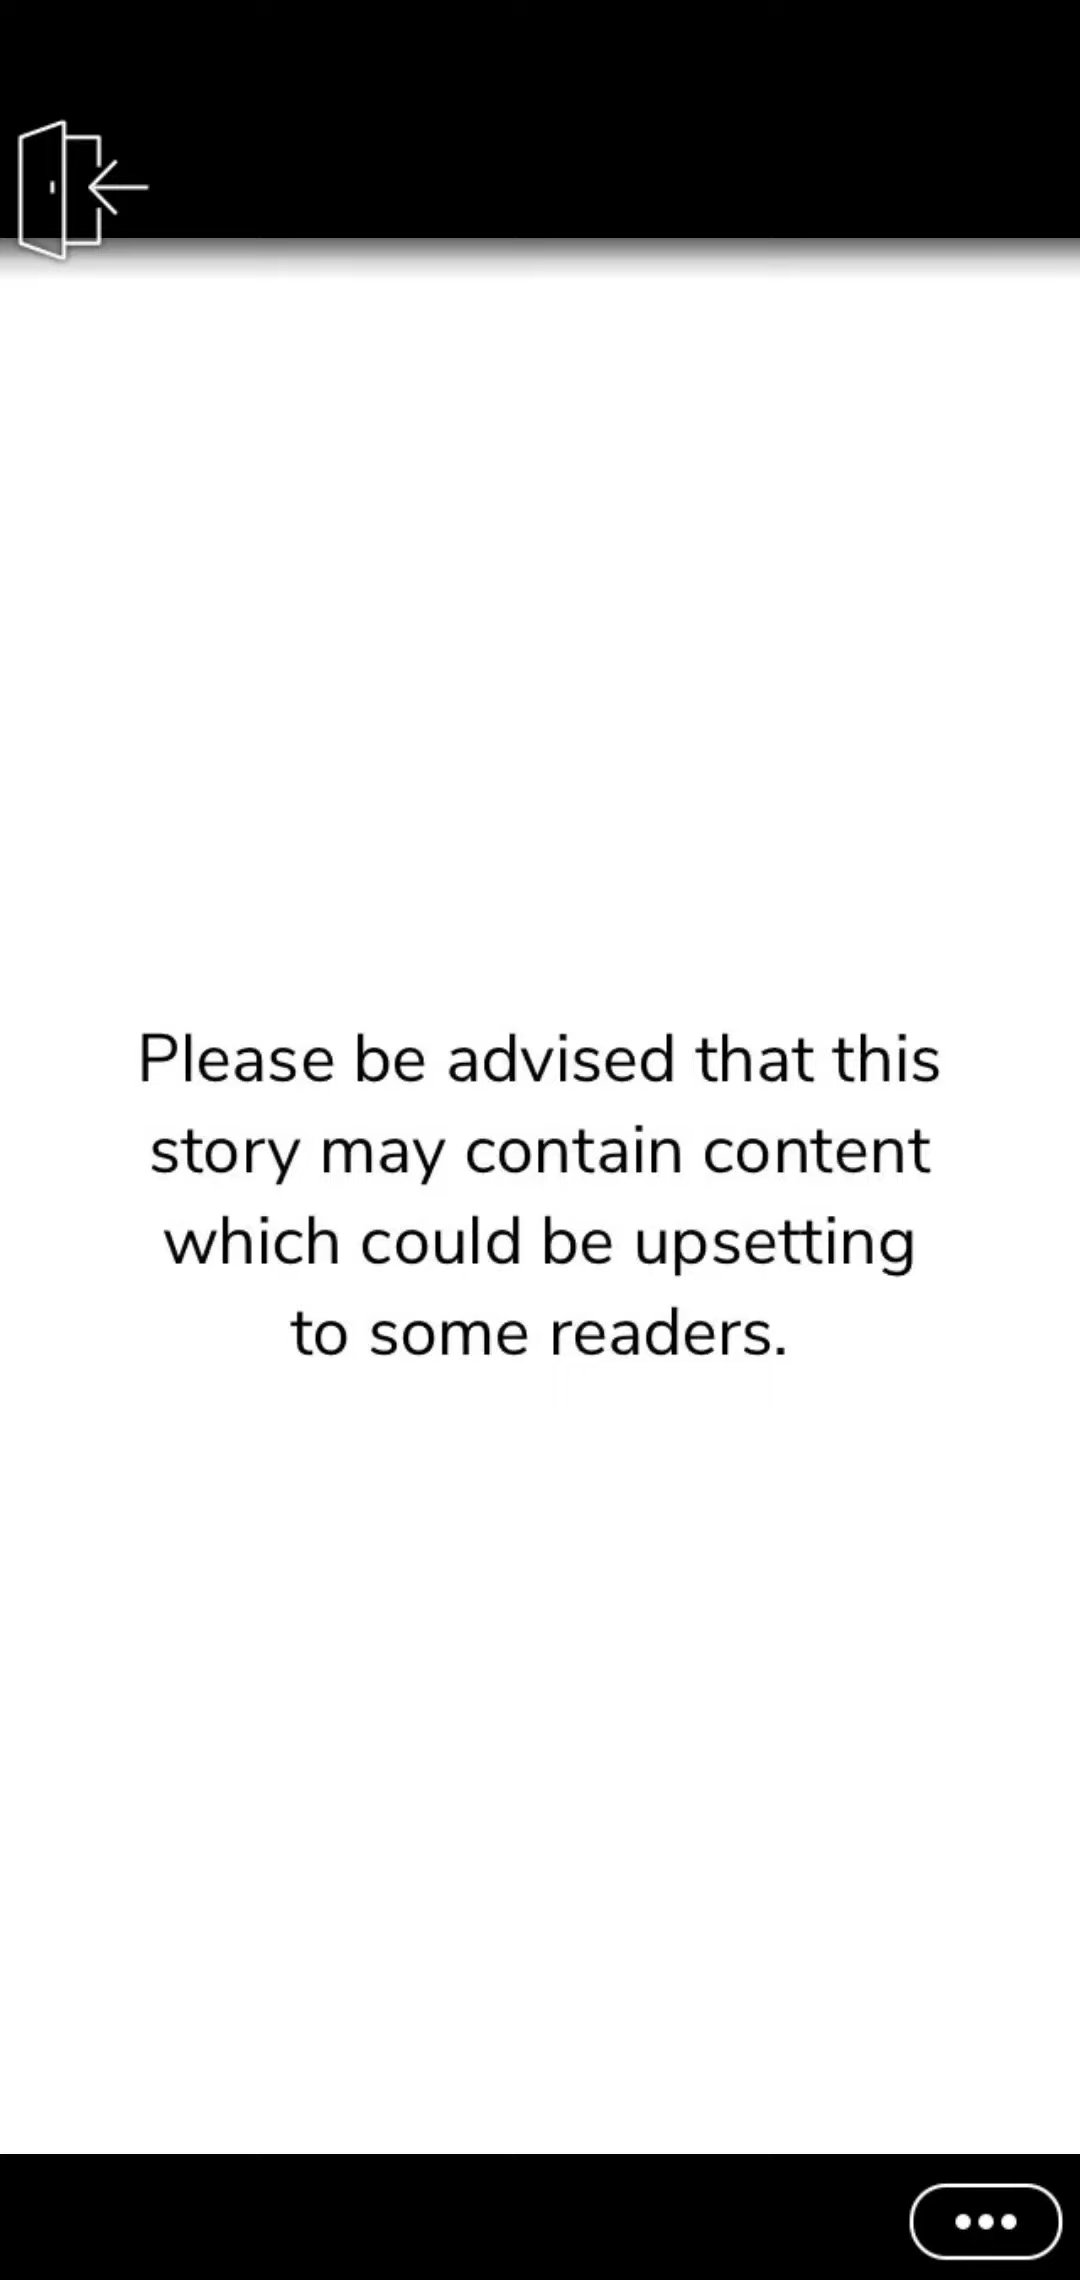 Please be advised that this
story may contain content
which could be upsetting
to some readers.